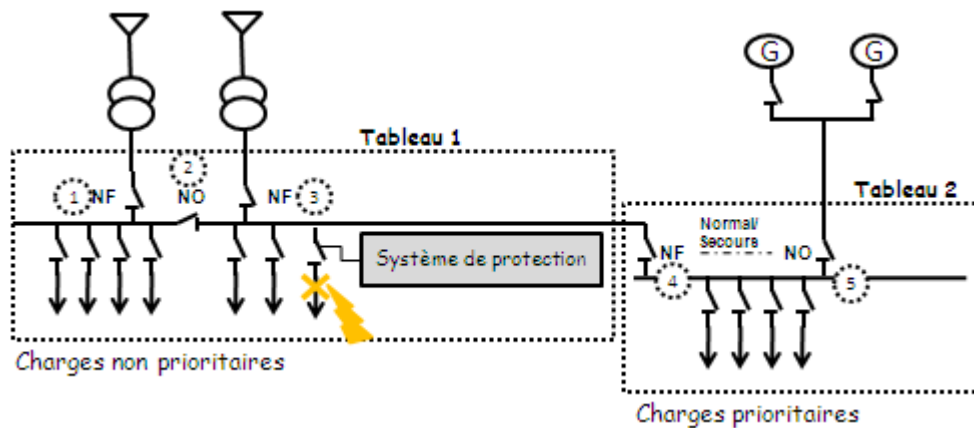 G G
Tableau 1
2
1 NF NO NF 3
Tableau 2
Normal/
Secours
NF NO
Système de protection
4 5
Charges non prioritaires
Charges prioritaires